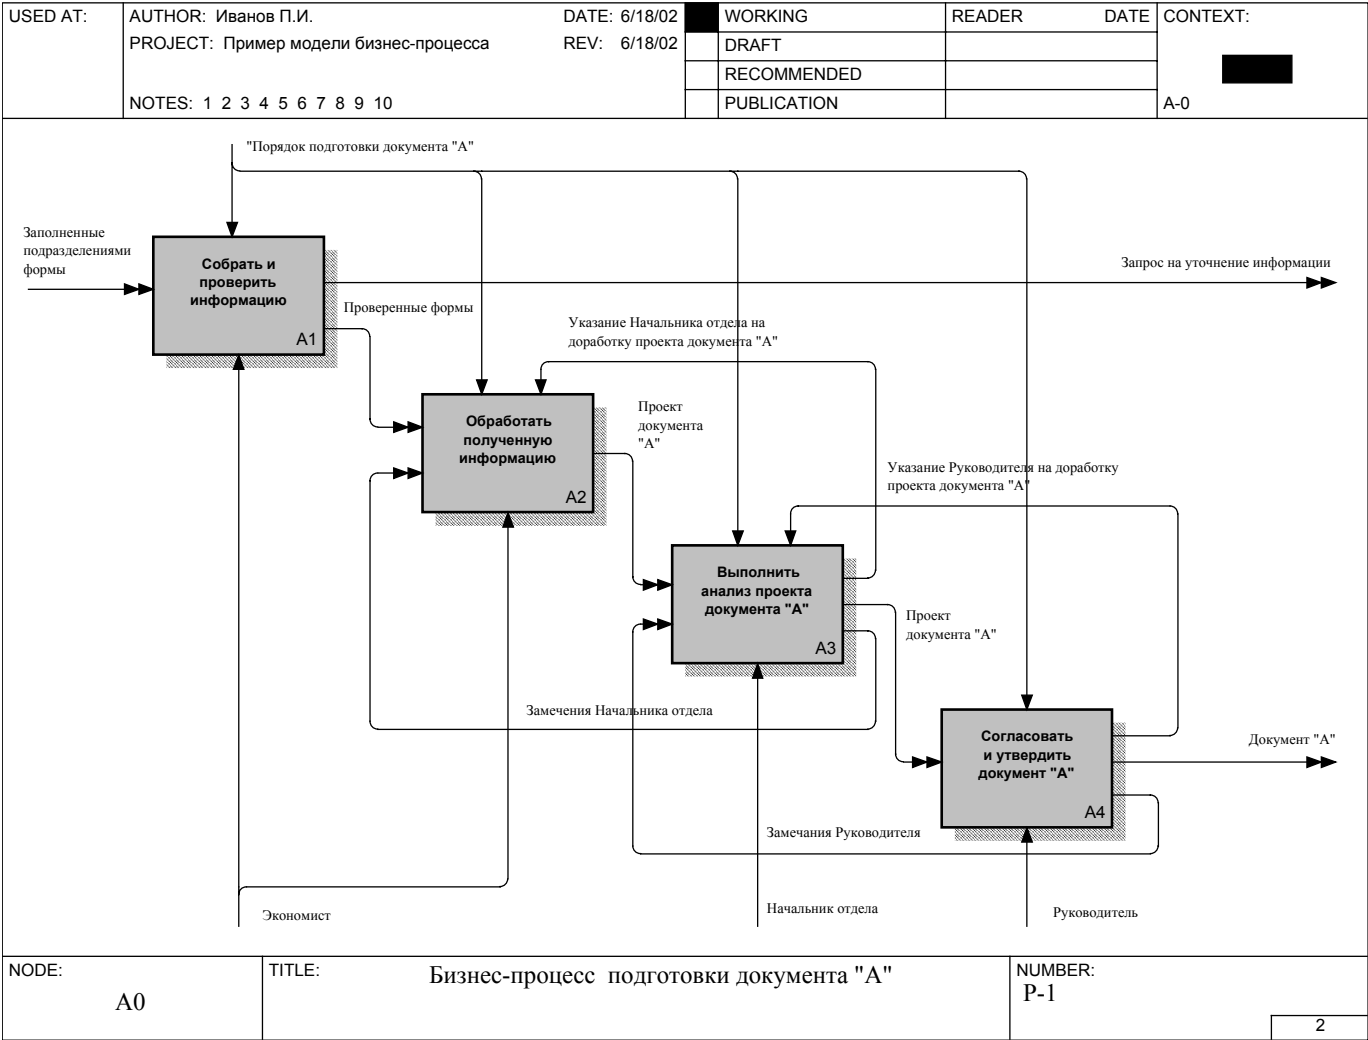 USED AT:
AUTHOR: Иванов П.И.
DATE: 6/18/02
PROJECT: Пример модели бизнес-процесса
REV: 6/18/02
NOTES: 1 2 3 4 5 6 7 8 9 10
WORKING
DRAFT
RECOMMENDED
PUBLICATION
READER DATE
CONTEXT:
A-0
"Порядок подготовки документа "А"
Заполненные
подразделениями
формы
Собрать и
проверить
информацию
A1
Запрос на уточнение информации
Проверенные формы
Указание Начальника отдела на
доработку проекта документа "А"
Обработать
полученную
информацию
A2
Проект
документа
"А"
Указание Руководителя на доработку
проекта документа "А"
Выполнить
анализ проекта
документа "А"
A3
Проект
документа "А"
Замечения Начальника отдела
Согласовать
и утвердить
документ "А"
A4
Документ "А"
Замечания Руководителя
Экономист
Начальник отдела
Руководитель
NODE:
A0
TITLE:
Бизнес-процесс подготовки документа "А"
NUMBER:
P-1
2